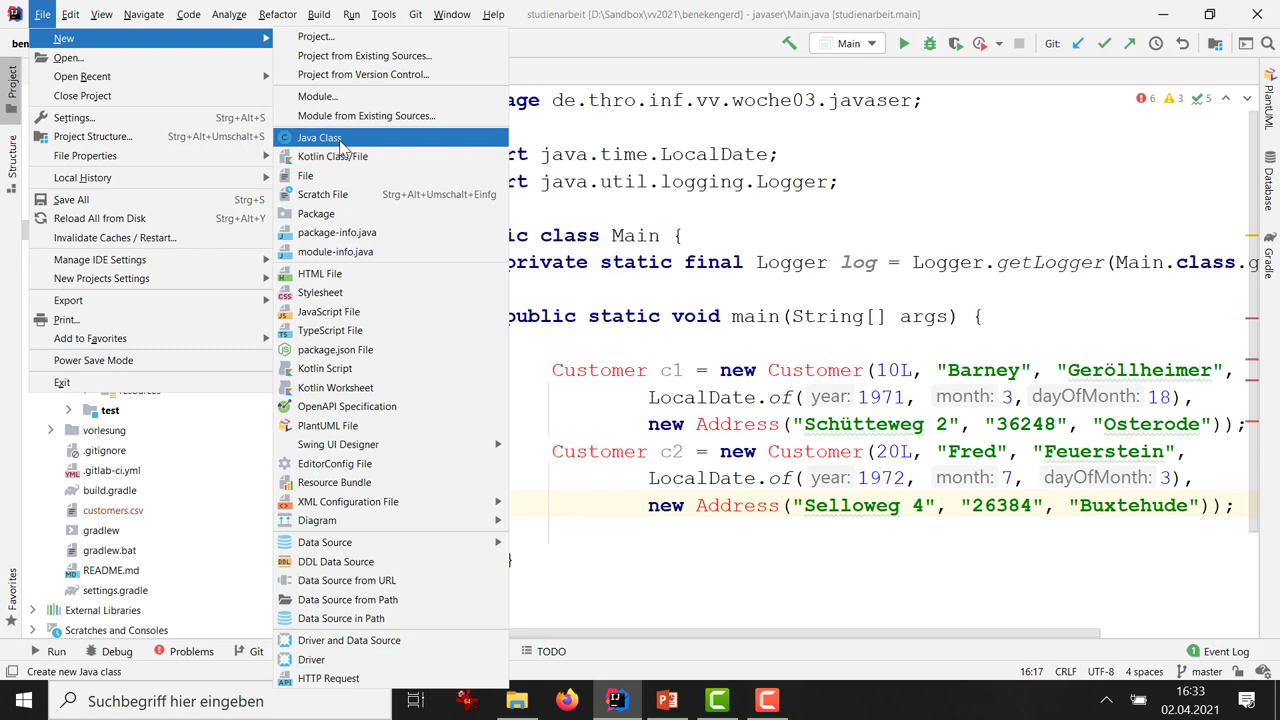 File Edit View Navigate Code Analyze Refactor Build Run Tools Git Window Help studienarbeit [D:\Sandbox\vv2021\benekengerd] - javaser\Main.java [studienarbeit.main]
ben
Main
Git:
New
Open...
Open Recent
Close Project
Settings... Strg+Alt+S
Project Structure... Strg+Alt+Umschalt+S
File Properties
Local History
Save All Strg+S
Reload All from Disk Strg+Alt+Y
Invalidate Caches / Restart...
Manage IDE Settings
New Projects Settings
Export
Print...
Add to Favorites
Power Save Mode
Exit
Project...
Project from Existing Sources...
Project from Version Control...
Module...
Module from Existing Sources...
Java Class
Kotlin Class/File
File
Scratch File Strg+Alt+Umschalt+Einfg
Package
package-info.java
module-info.java
HTML File
Stylesheet
JavaScript File
TypeScript File
package.json File
Kotlin Script
Kotlin Worksheet
OpenAPI Specification
PlantUML File
Swing UI Designer
EditorConfig File
Resource Bundle
XML Configuration File
Diagram
Data Source
DDL Data Source
Data Source from URL
Data Source from Path
Data Source in Path
Driver and Data Source
Driver
HTTP Request
age de.thro.inf.vv.woche03.javaser;
6 3 5
rt java.time.LocalDate;
rt java.util.logging.Logger;
ic class Main {
private static final Logger log = Logger.getLogger(Main.class.g
public static void main(String[] args) {
Customer c1 = new Customer(10L, "Barney", "Geröllheimer",
LocalDate.of( year: 1971, month: 3, dayOfMonth: 18),
new Address("Schütteweg 2", "36248", "Osterode"));
Customer c2 = new Customer(20L, "Fred", "Feuerstein",
LocalDate.of( year: 1972, month: 7, dayOfMonth: 3),
new Address("Selloweg 4", "26384", "Buxtehude"));
}
Project
Structure
Favorites
PlantUML
Database
Gradle
test
vorlesung
.gitignore
.gitlab-ci.yml
build.gradle
customers.csv
gradlew
gradlew.bat
README.md
settings.gradle
External Libraries
Scratches and Consoles
Run Debug Problems Git TODO Event Log
Create new Java class 16:17 CRLF UTF-8 4 spaces master
Suchbegriff hier eingeben
16:33
02.04.2021